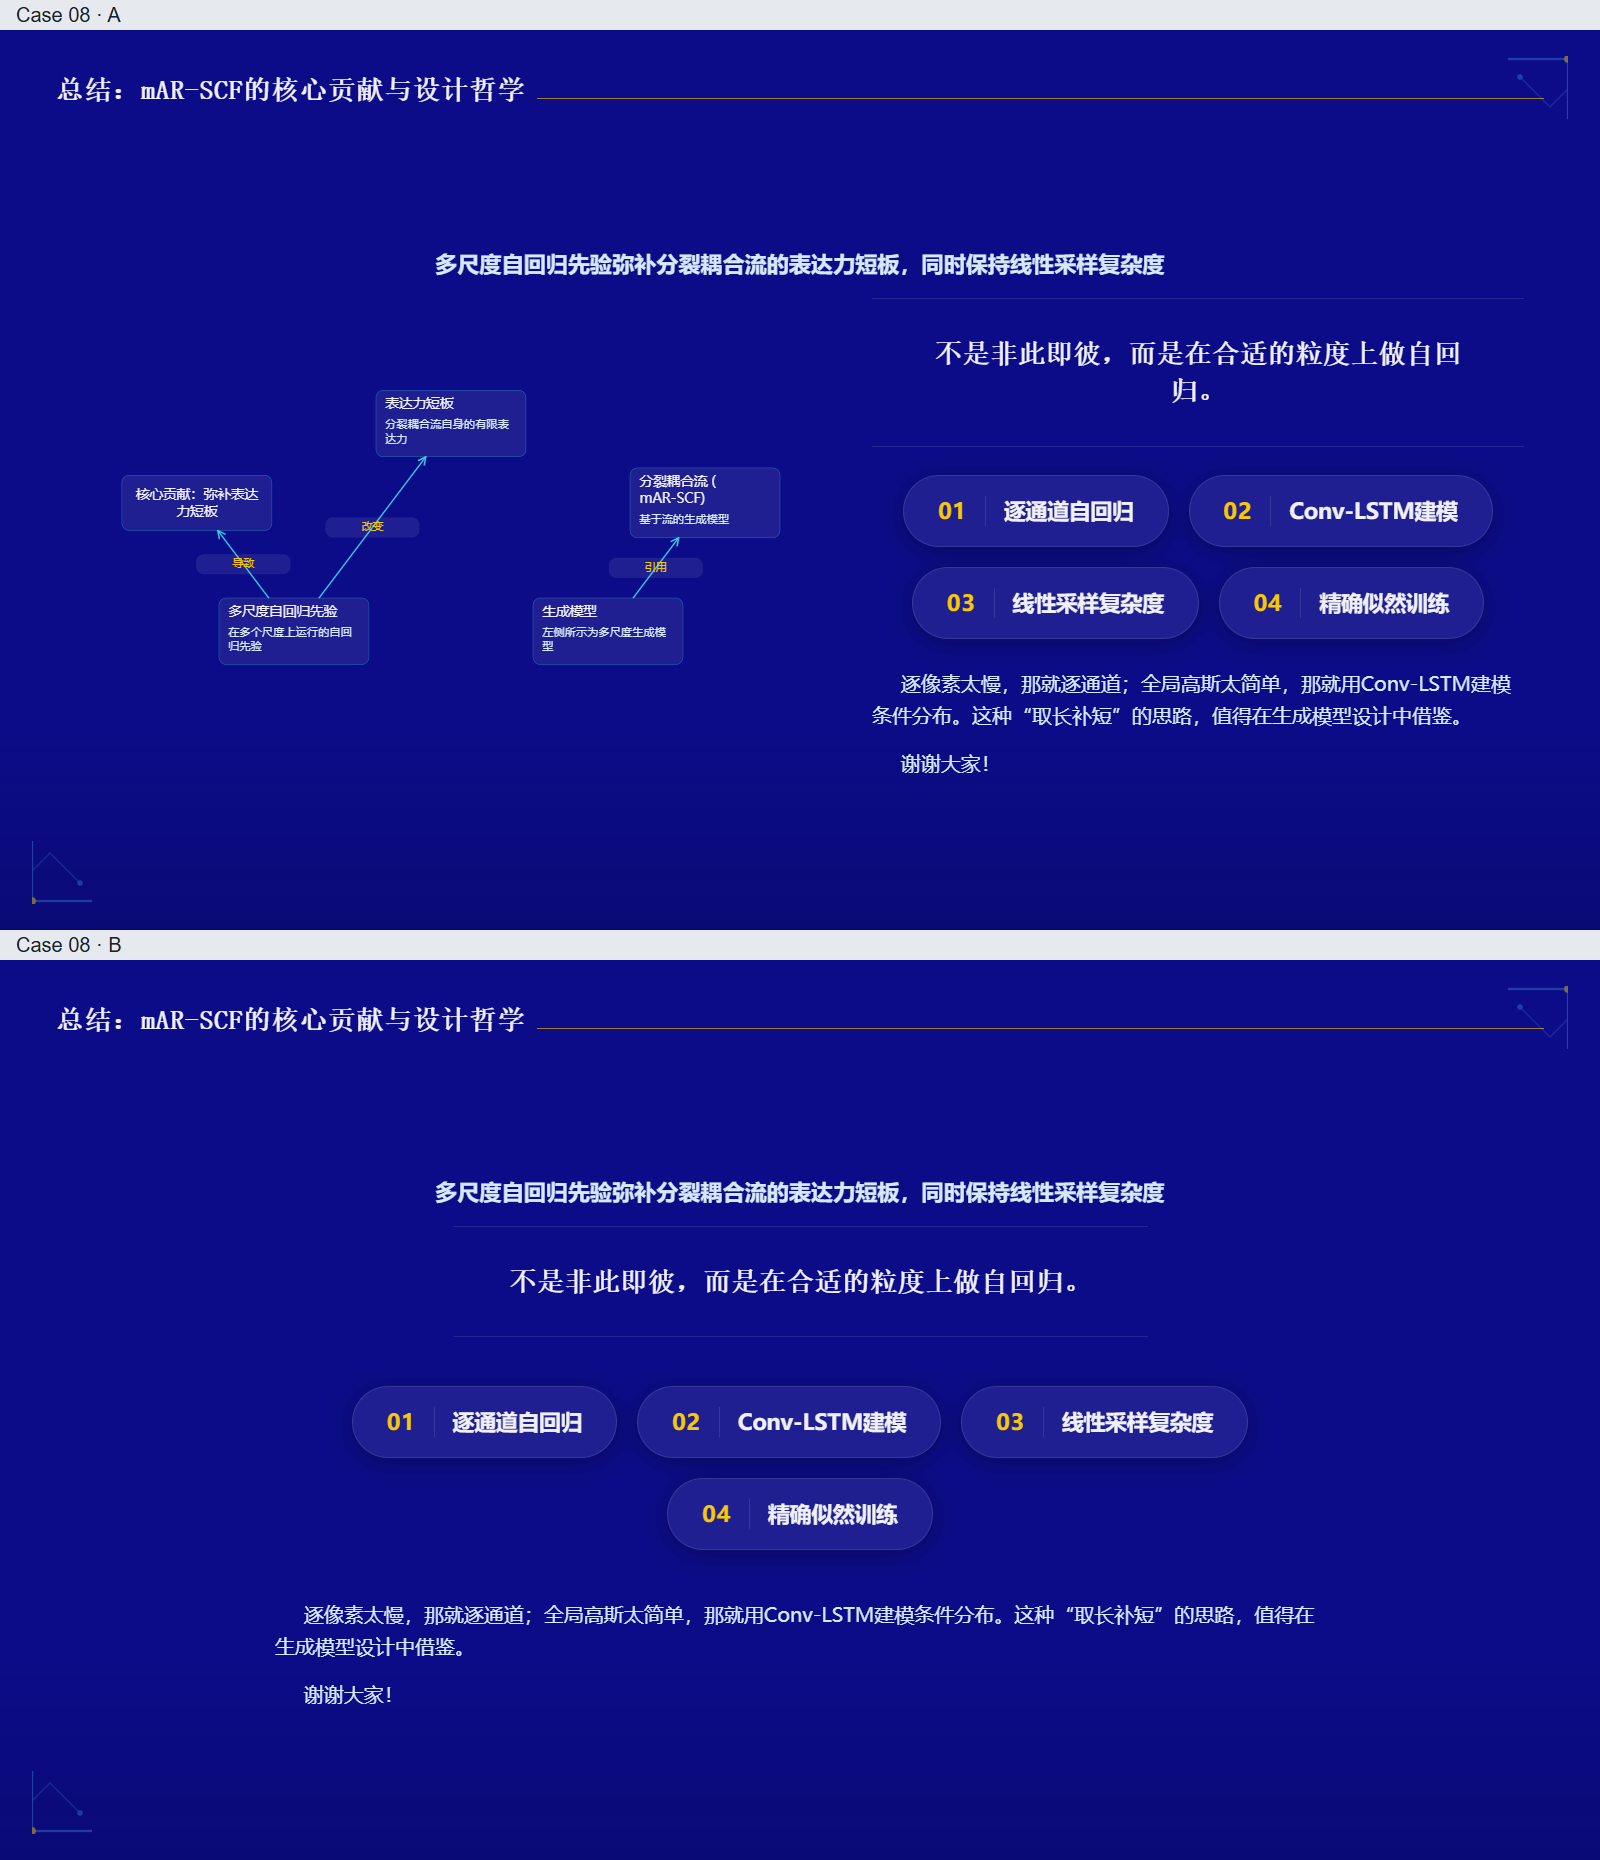 Case 08 · A
总结：mAR-SCF的核心贡献与设计哲学
多尺度自回归先验弥补分裂耦合流的表达力短板，同时保持线性采样复杂度
表达力短板
分裂耦合流自身的有限表
达力
核心贡献：弥补表达
力短板
分裂耦合流 (
mAR-SCF)
基于流的生成模型
改变
导致
引用
多尺度自回归先验
在多个尺度上运行的自回
归先验
生成模型
左侧所示为多尺度生成模
型
不是非此即彼，而是在合适的粒度上做自回
归。
01 逐通道自回归
02 Conv-LSTM建模
03 线性采样复杂度
04 精确似然训练
逐像素太慢，那就逐通道；全局高斯太简单，那就用Conv-LSTM建模
条件分布。这种“取长补短”的思路，值得在生成模型设计中借鉴。
谢谢大家！
Case 08 · B
总结：mAR-SCF的核心贡献与设计哲学
多尺度自回归先验弥补分裂耦合流的表达力短板，同时保持线性采样复杂度
不是非此即彼，而是在合适的粒度上做自回归。
01 逐通道自回归
02 Conv-LSTM建模
03 线性采样复杂度
04 精确似然训练
逐像素太慢，那就逐通道；全局高斯太简单，那就用Conv-LSTM建模条件分布。这种“取长补短”的思路，值得在
生成模型设计中借鉴。
谢谢大家！